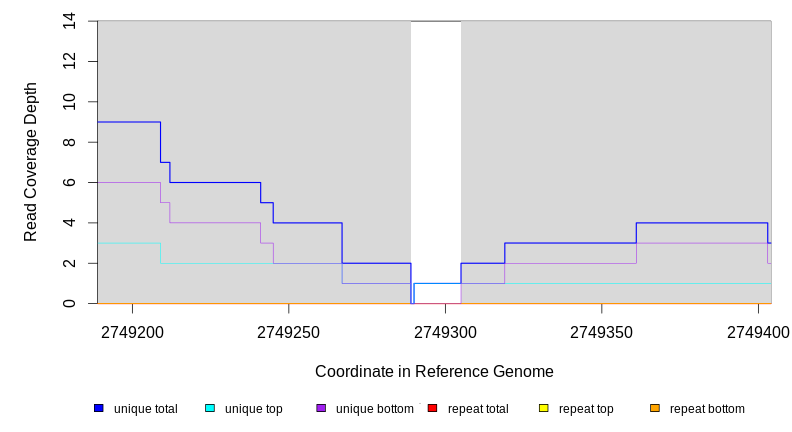 14
12
10
8
6
4
2
0
Read Coverage Depth
2749200 2749250 2749300 2749350 2749400
Coordinate in Reference Genome
unique total unique top unique bottom repeat total repeat top repeat bottom